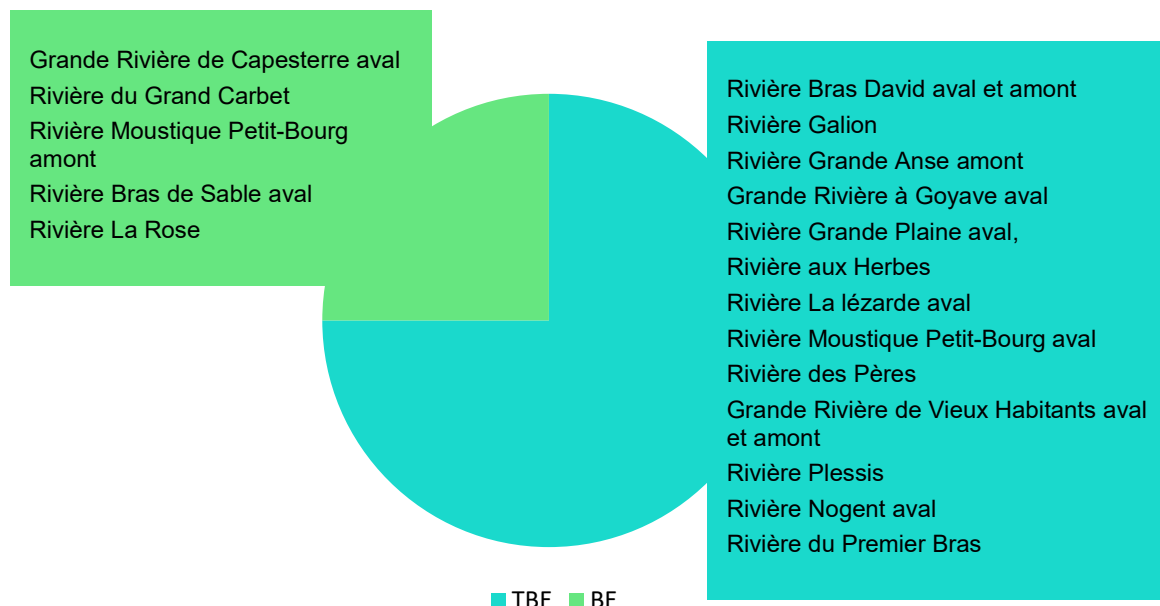 Grande Rivière de Capesterre aval
Rivière du Grand Carbet
Rivière Moustique Petit-Bourg
amont
Rivière Bras de Sable aval
Rivière La Rose
Rivière Bras David aval et amont
Rivière Galion
Rivière Grande Anse amont
Grande Rivière à Goyave aval
Rivière Grande Plaine aval,
Rivière aux Herbes
Rivière La lézarde aval
Rivière Moustique Petit-Bourg aval
Rivière des Pères
Grande Rivière de Vieux Habitants aval
et amont
Rivière Plessis
Rivière Nogent aval
Rivière du Premier Bras
TBE BE